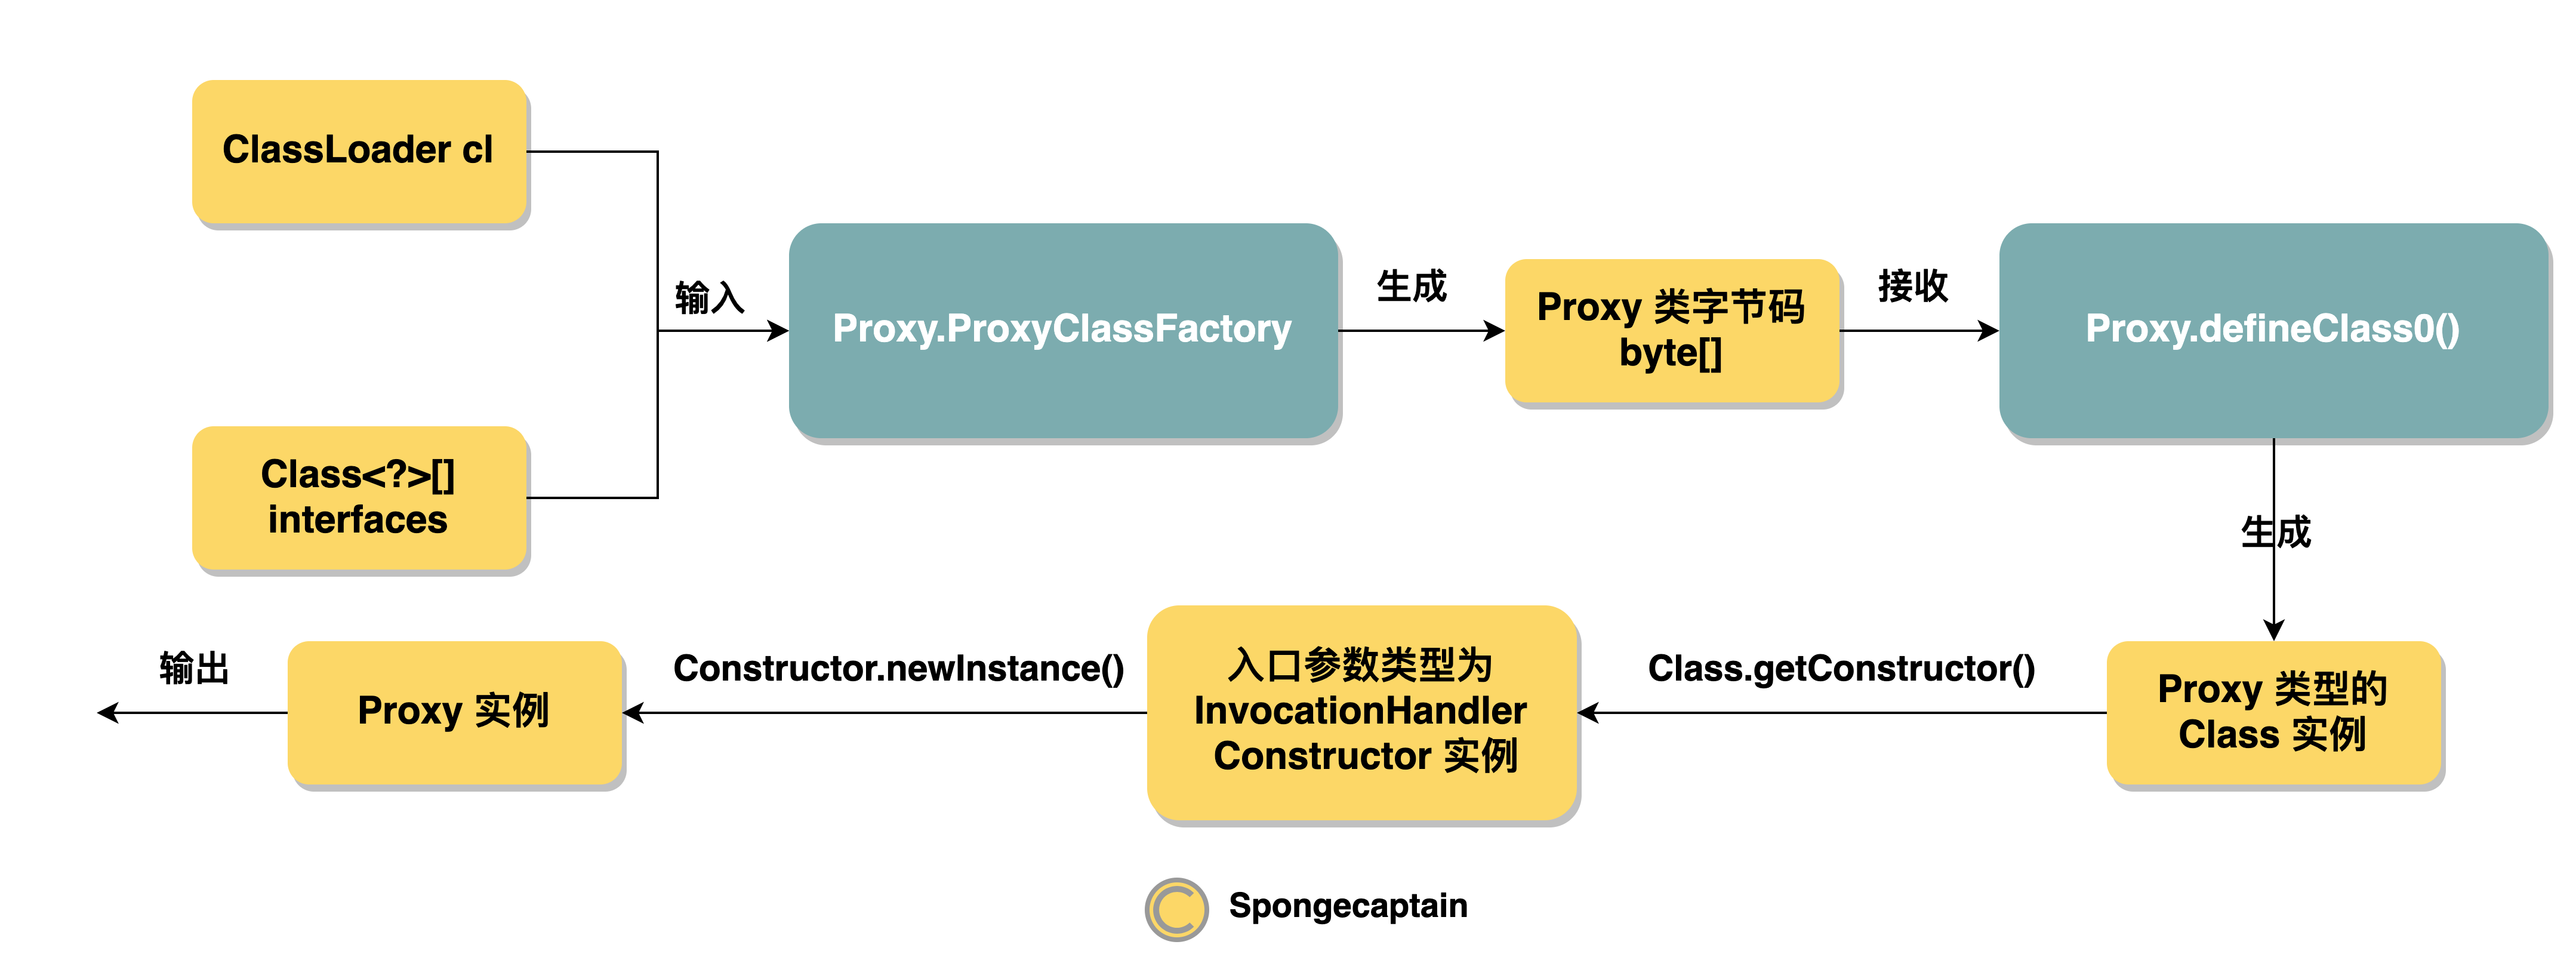 ClassLoader cl
Class<?>[]
interfaces
输入
Proxy.ProxyClassFactory
生成
Proxy 类字节码
byte[]
接收
Proxy.defineClass0()
生成
Proxy 类型的
Class 实例
Class.getConstructor()
入口参数类型为
InvocationHandler
Constructor 实例
Constructor.newInstance()
Proxy 实例
输出
Spongecaptain